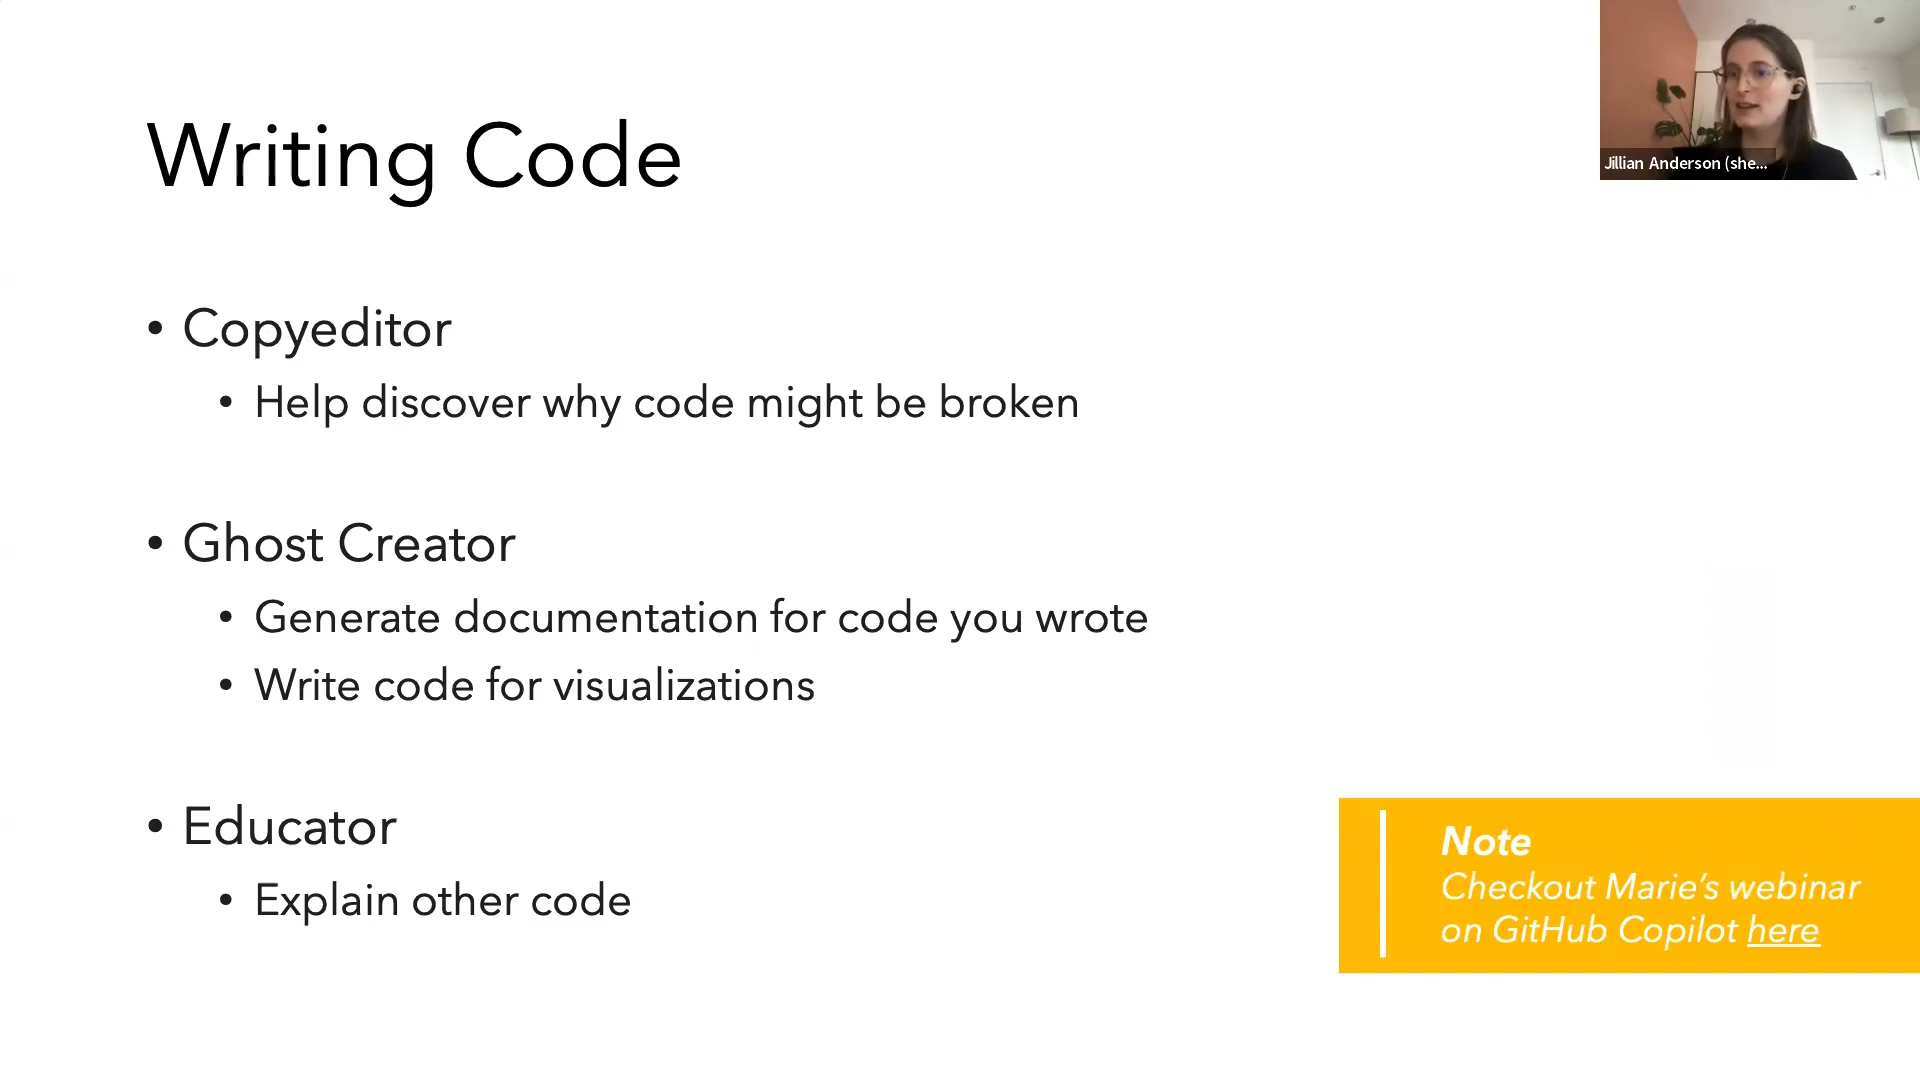 Writing Code
Jillian Anderson (she...
• Copyeditor
• Help discover why code might be broken
• Ghost Creator
• Generate documentation for code you wrote
• Write code for visualizations
• Educator
• Explain other code
Note
Checkout Marie’s webinar
on GitHub Copilot here